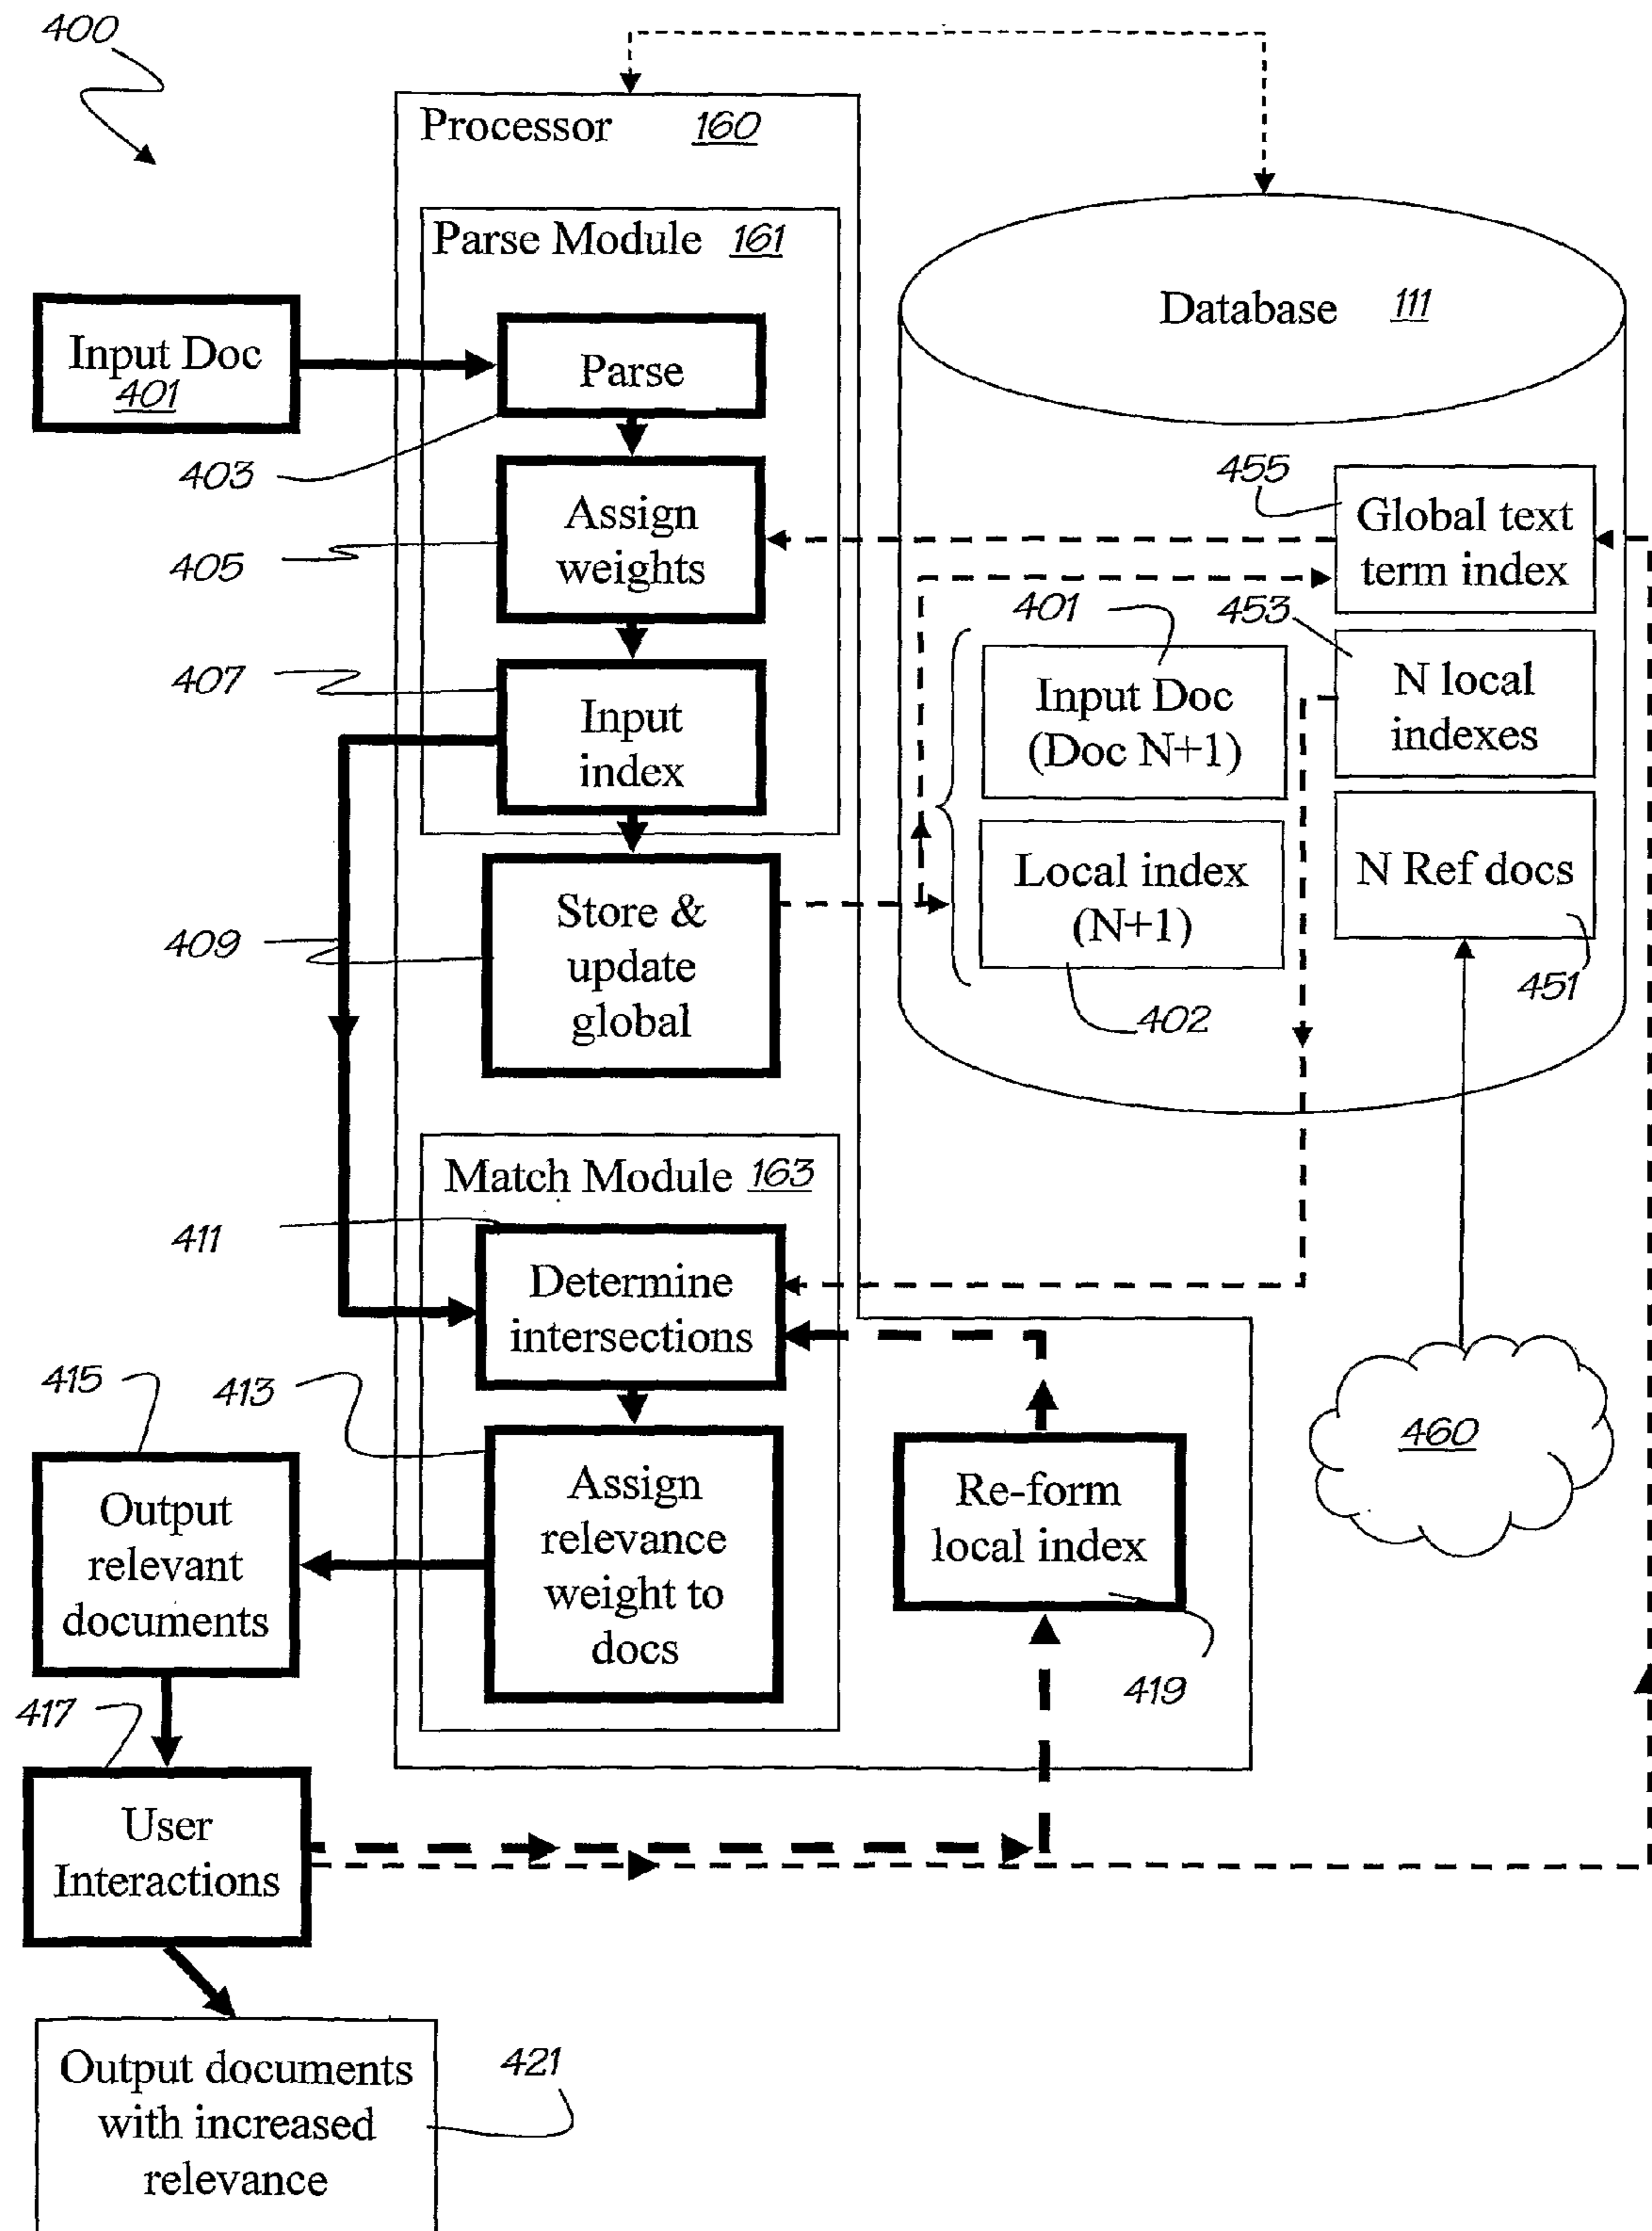 400
Processor 160
Parse Module 161
Database 111
Input Doc
401
Parse
403
455
Assign
weights
405
Global text
term index
401
453
407
Input
index
Input Doc
(Doc N+1)
N local
indexes
Store &
update
global
409
Local index
(N+1)
402
N Ref docs
451
Match Module 163
411
Determine
intersections
415
413
460
Output
relevant
documents
Assign
relevance
weight to
docs
Re-form
local index
419
417
User
Interactions
Output documents
with increased
relevance
421